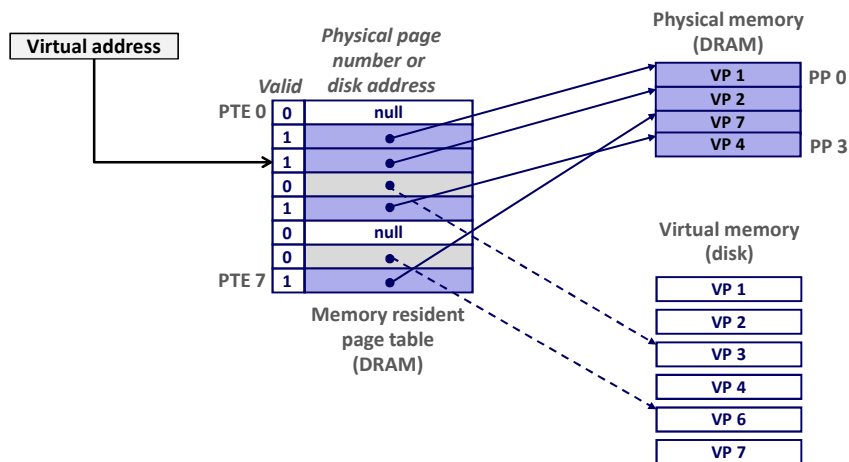 Virtual address
Physical page
number or
disk address
Valid
PTE 0
0
null
1
1
0
1
0
null
0
PTE 7
1
Memory resident
page table
(DRAM)
Physical memory
(DRAM)
VP 1
PP 0
VP 2
VP 7
VP 4
PP 3
Virtual memory
(disk)
VP 1
VP 2
VP 3
VP 4
VP 6
VP 7